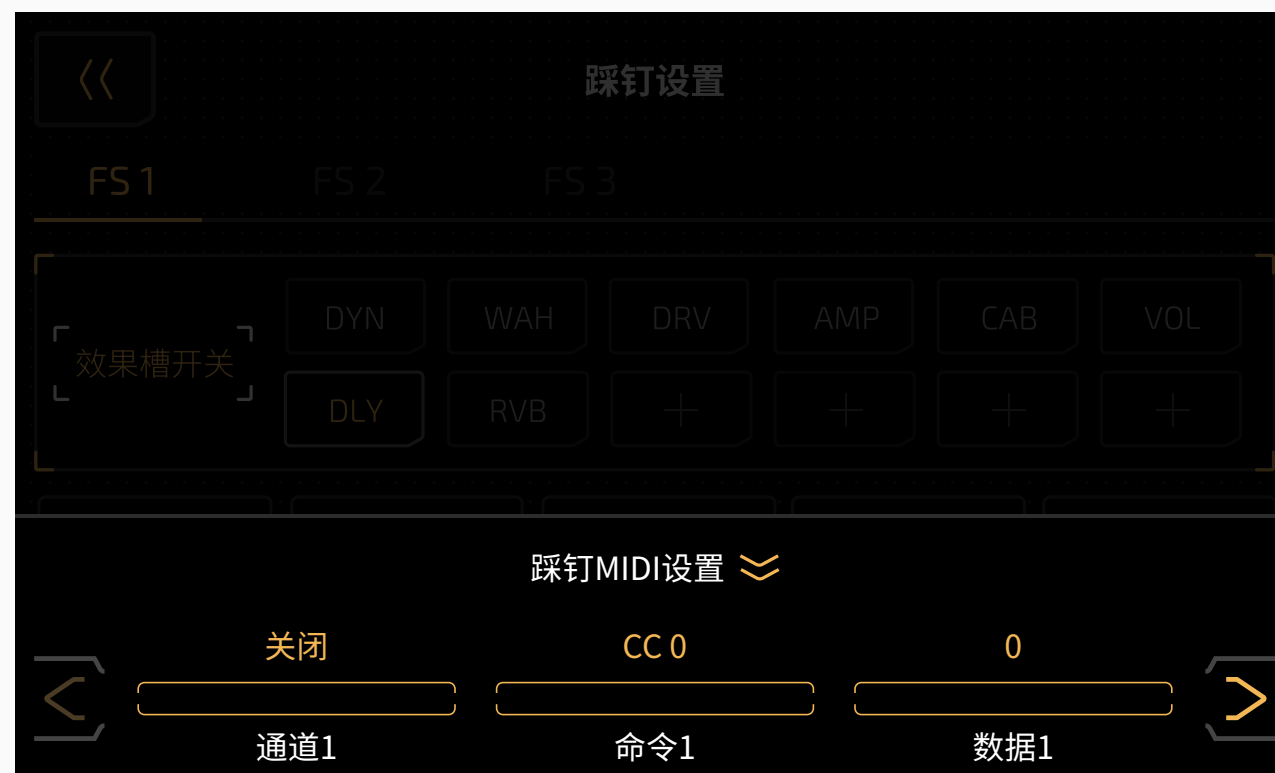 踩钉设置
FS 1 FS 2 FS 3
DYN WAH DRV AMP CAB VOL
效果槽开关
DLY RVB + + + +
踩钉MIDI设置
关闭 CC 0 0
通道1 命令1 数据1